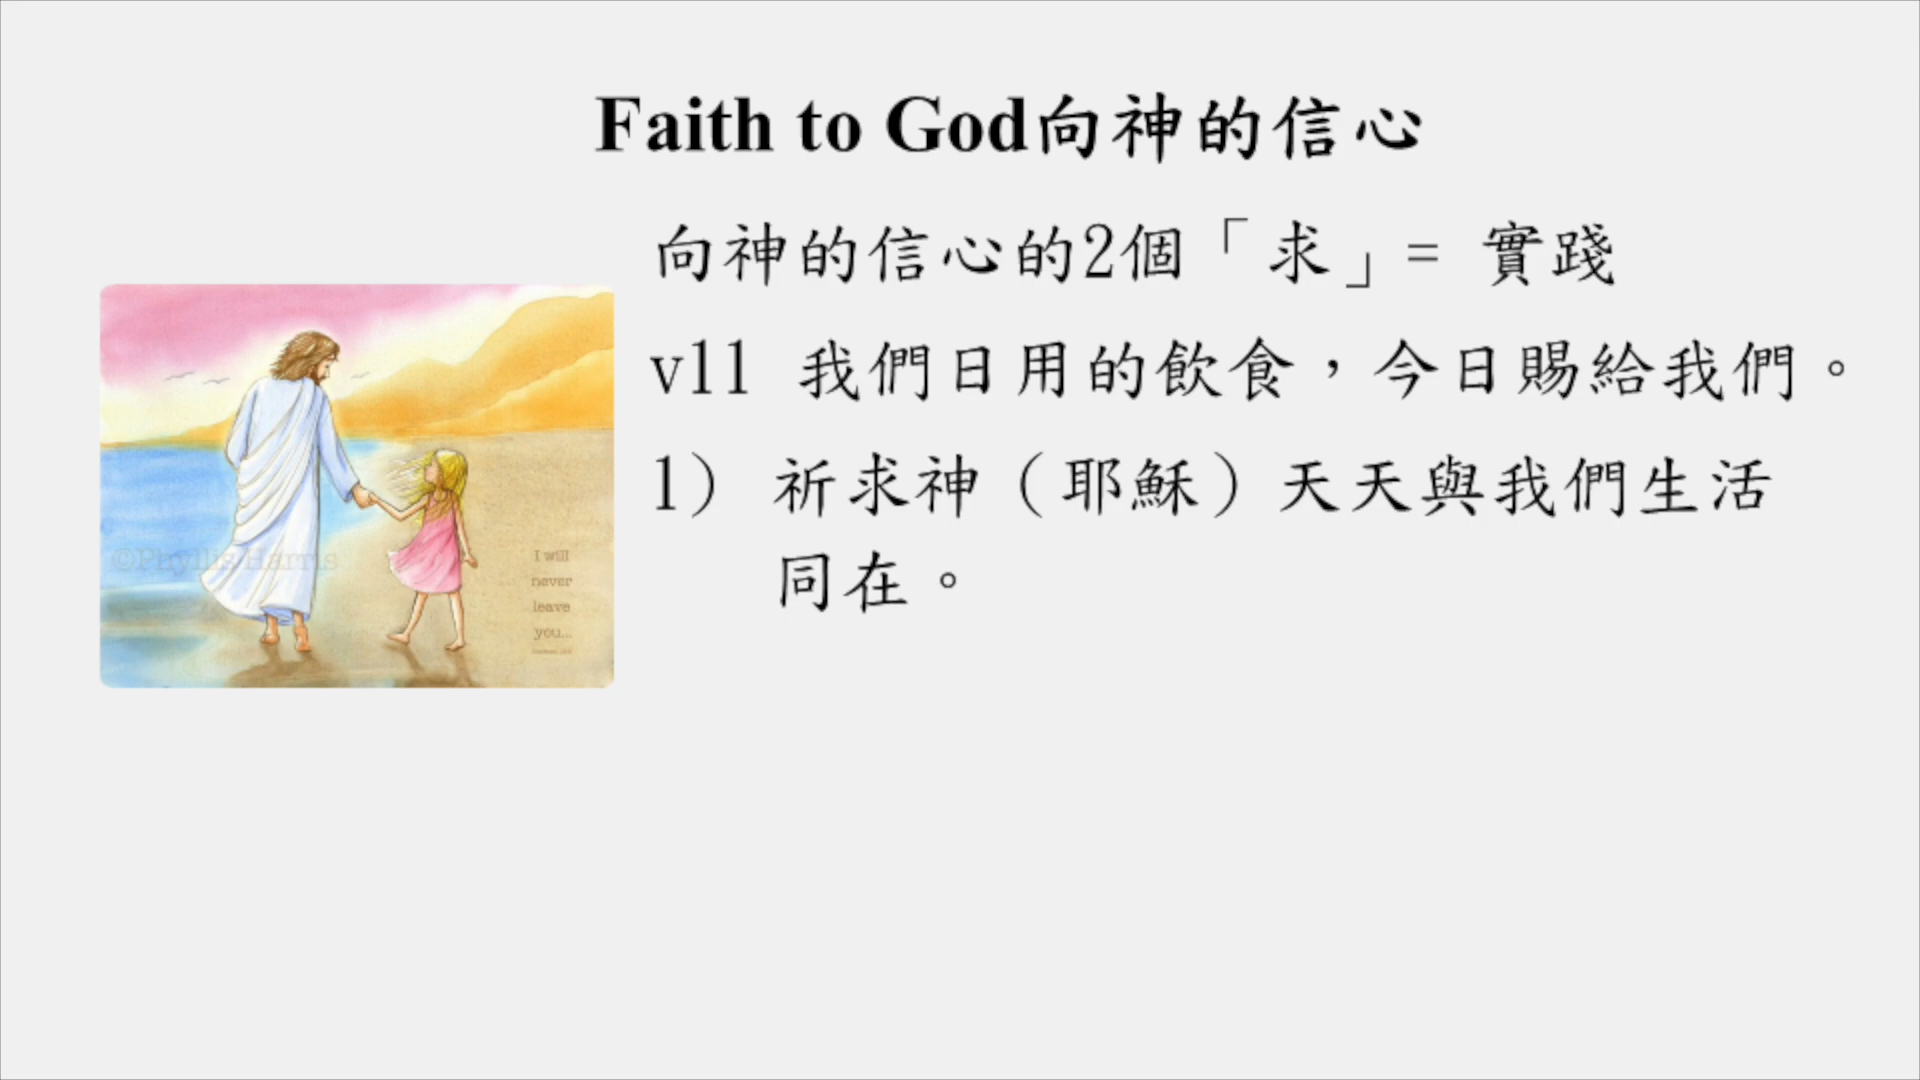 Faith to God向神的信心
向神的信心的2個「求」= 實踐
v11 我們日用的飲食，今日賜給我們。
1) 祈求神（耶穌）天天與我們生活
同在。
©Phyllis Harris
I will
never
leave
you...